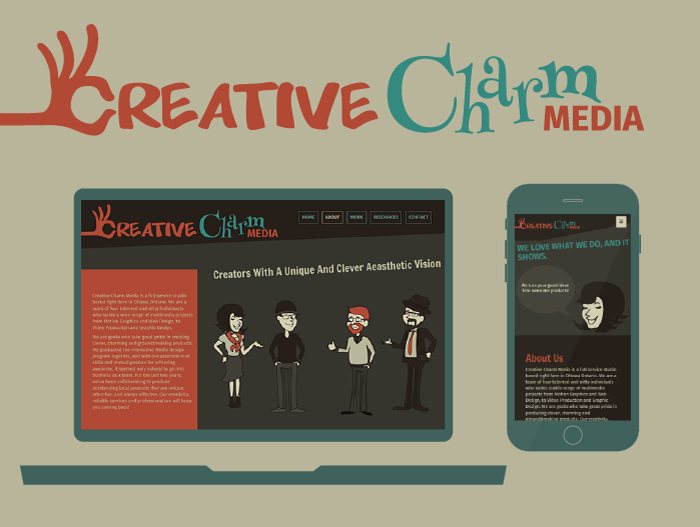 CREATIVE Charm
MEDIA
CREATIVE Charm
MEDIA
HOME ABOUT WORK RESOURCES CONTACT
Creators With A Unique And Clever Aeasthetic Vision
Creative Charm Media is a full service studio
based right here in Ottawa Ontario. We are a
team of four talented and wittily individuals
who tackle a wide range of multimedia projects
from Motion Graphics and Web Design, to
Video Production and Graphic Design.
We are geeks who take great pride in creating
clever, charming and groundbreaking products.
We graduated the Interactive Media Design
program together, and with our assortment of
skills and mutual passion for achieving
awesome, it seemed only natural to go into
business as a team. For the last two years,
we've been collaborating to produce
outstanding local products that are unique,
often fun, and always effective. Our creativity,
reliable services and professionalism will keep
you coming back!
CREATIVE Charm
MEDIA
WE LOVE WHAT WE DO, AND IT
SHOWS.
We turn your good ideas
into awesome products!
About Us
Creative Charm Media is a full service studio
based right here in Ottawa Ontario. We are a
team of four talented and wittily individuals
who tackle a wide range of multimedia
projects from Motion Graphics and Web
Design, to Video Production and Graphic
Design. We are geeks who take great pride in
creating clever, charming and
groundbreaking products. Our creativity,